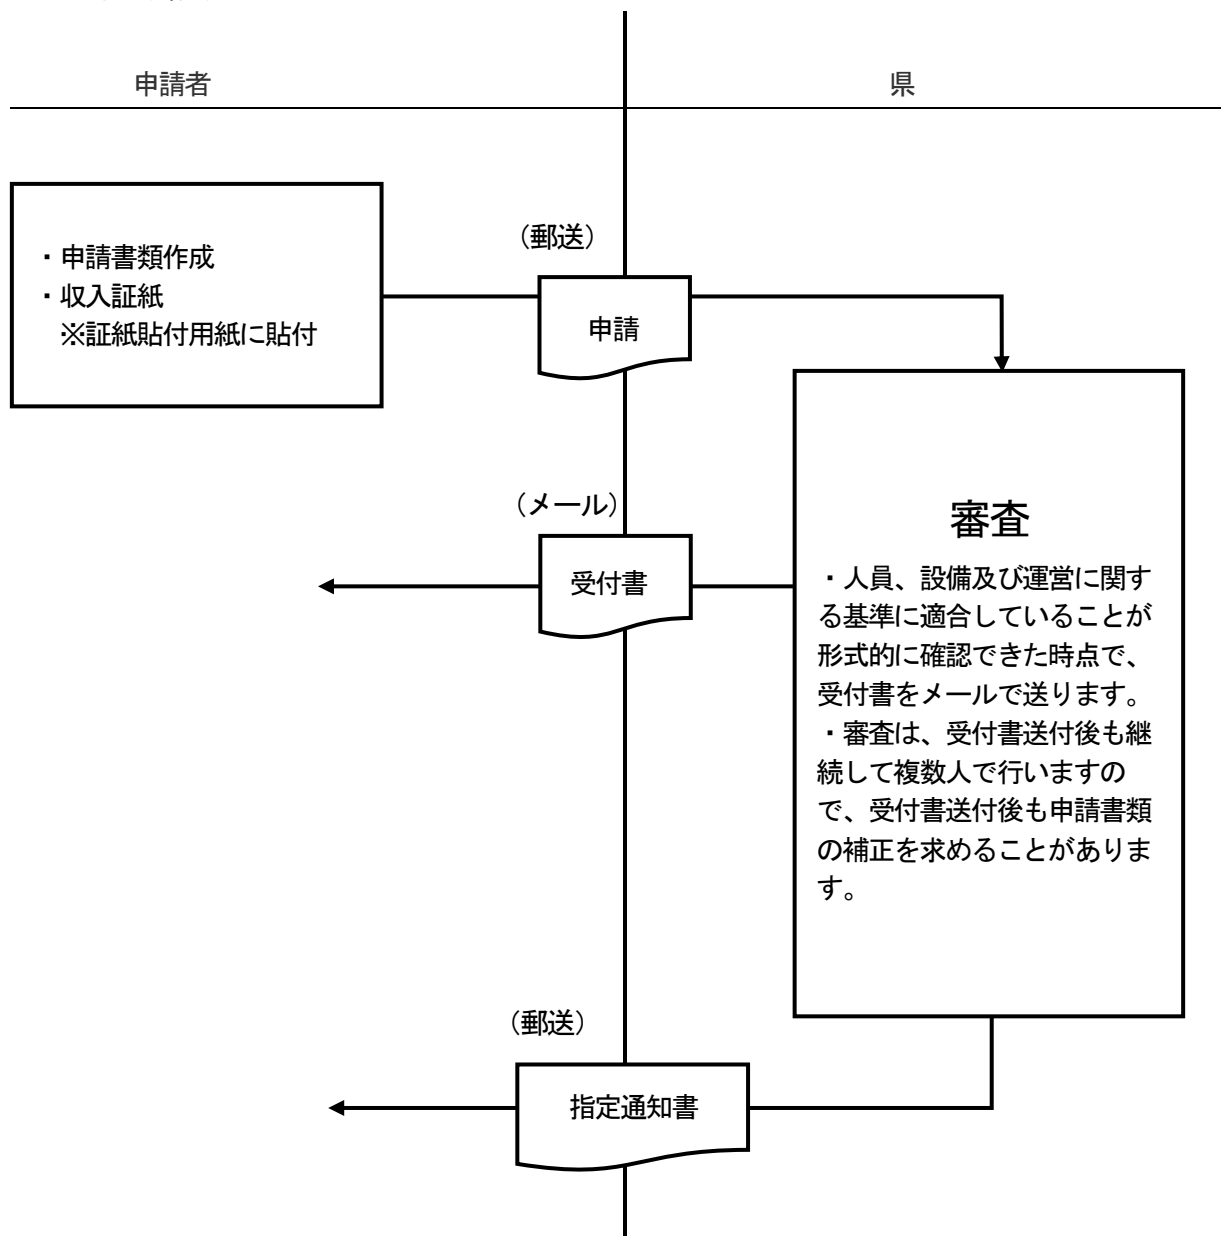 申請者
県
（郵送）
・申請書類作成
・収入証紙
※証紙貼付用紙に貼付
申請
（メール）
受付書
審査
・人員、設備及び運営に関す
る基準に適合していることが
形式的に確認できた時点で、
受付書をメールで送ります。
・審査は、受付書送付後も継
続して複数人で行いますの
で、受付書送付後も申請書類
の補正を求めることがありま
す。
（郵送）
指定通知書